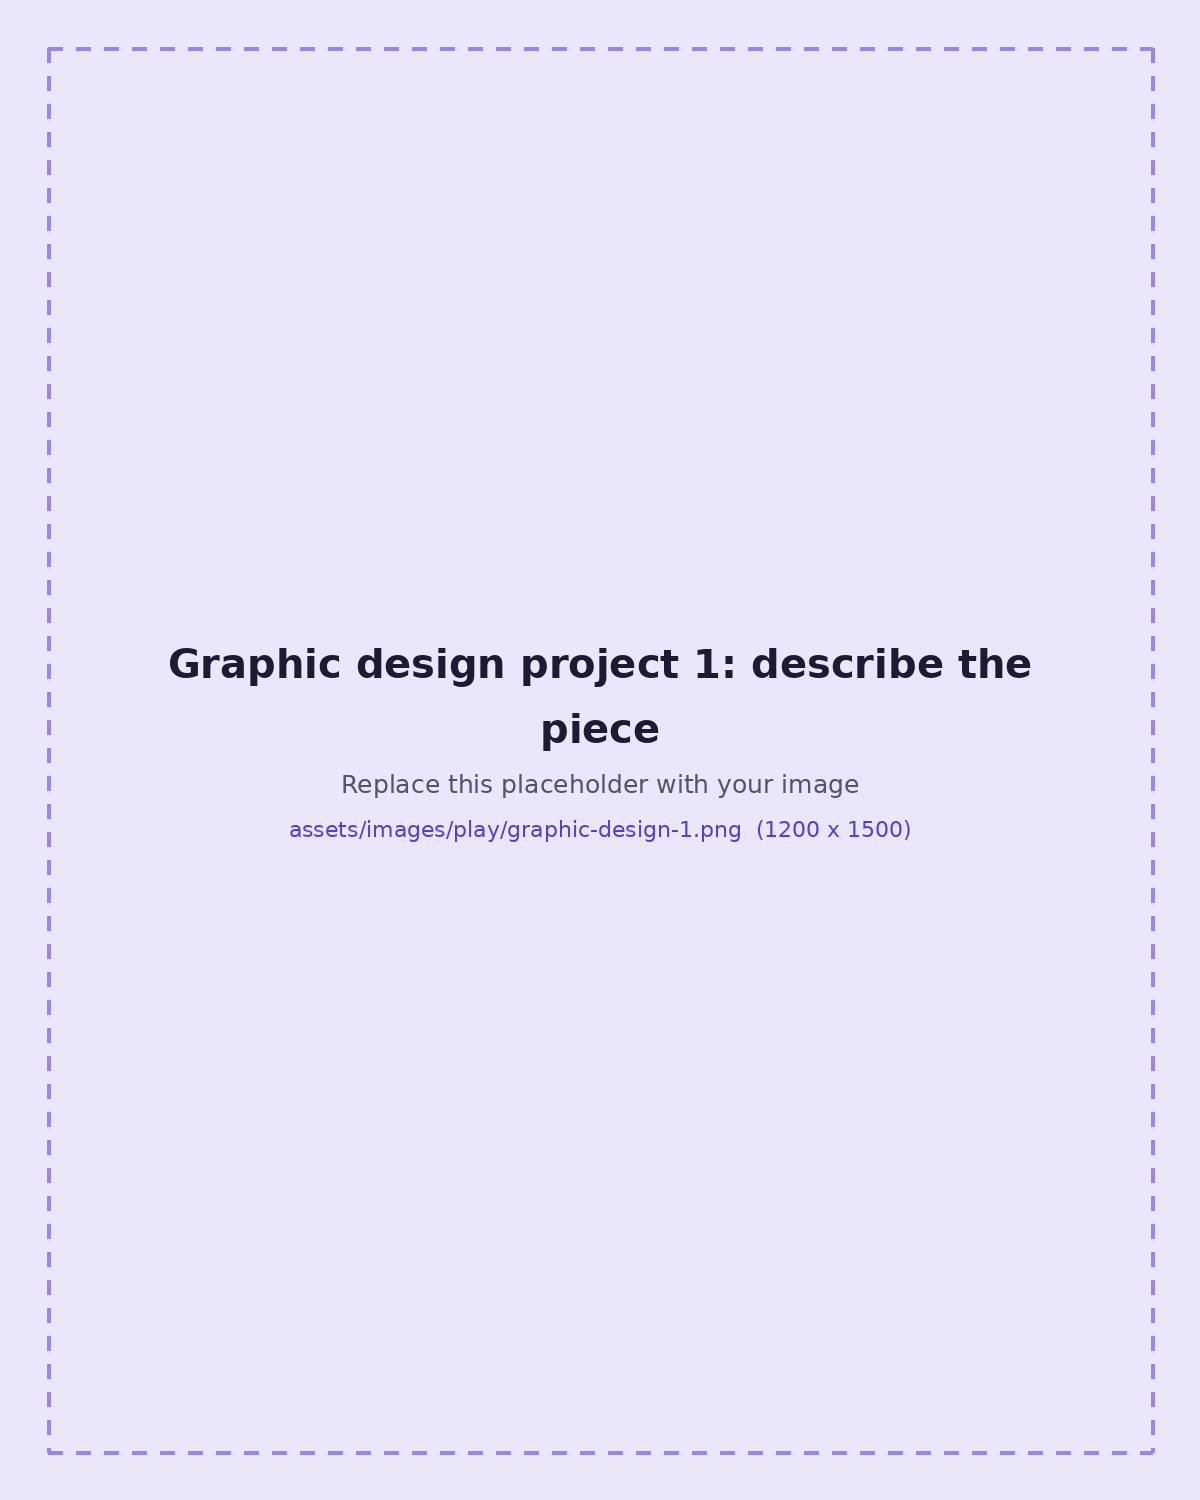 Graphic design project 1: describe the
piece
Replace this placeholder with your image
assets/images/play/graphic-design-1.png  (1200 x 1500)